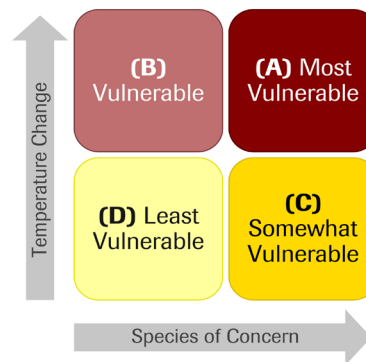 (B)
Vulnerable
(A) Most
Vulnerable
(D) Least
Vulnerable
(C)
Somewhat
Vulnerable
Temperature Change
Species of Concern